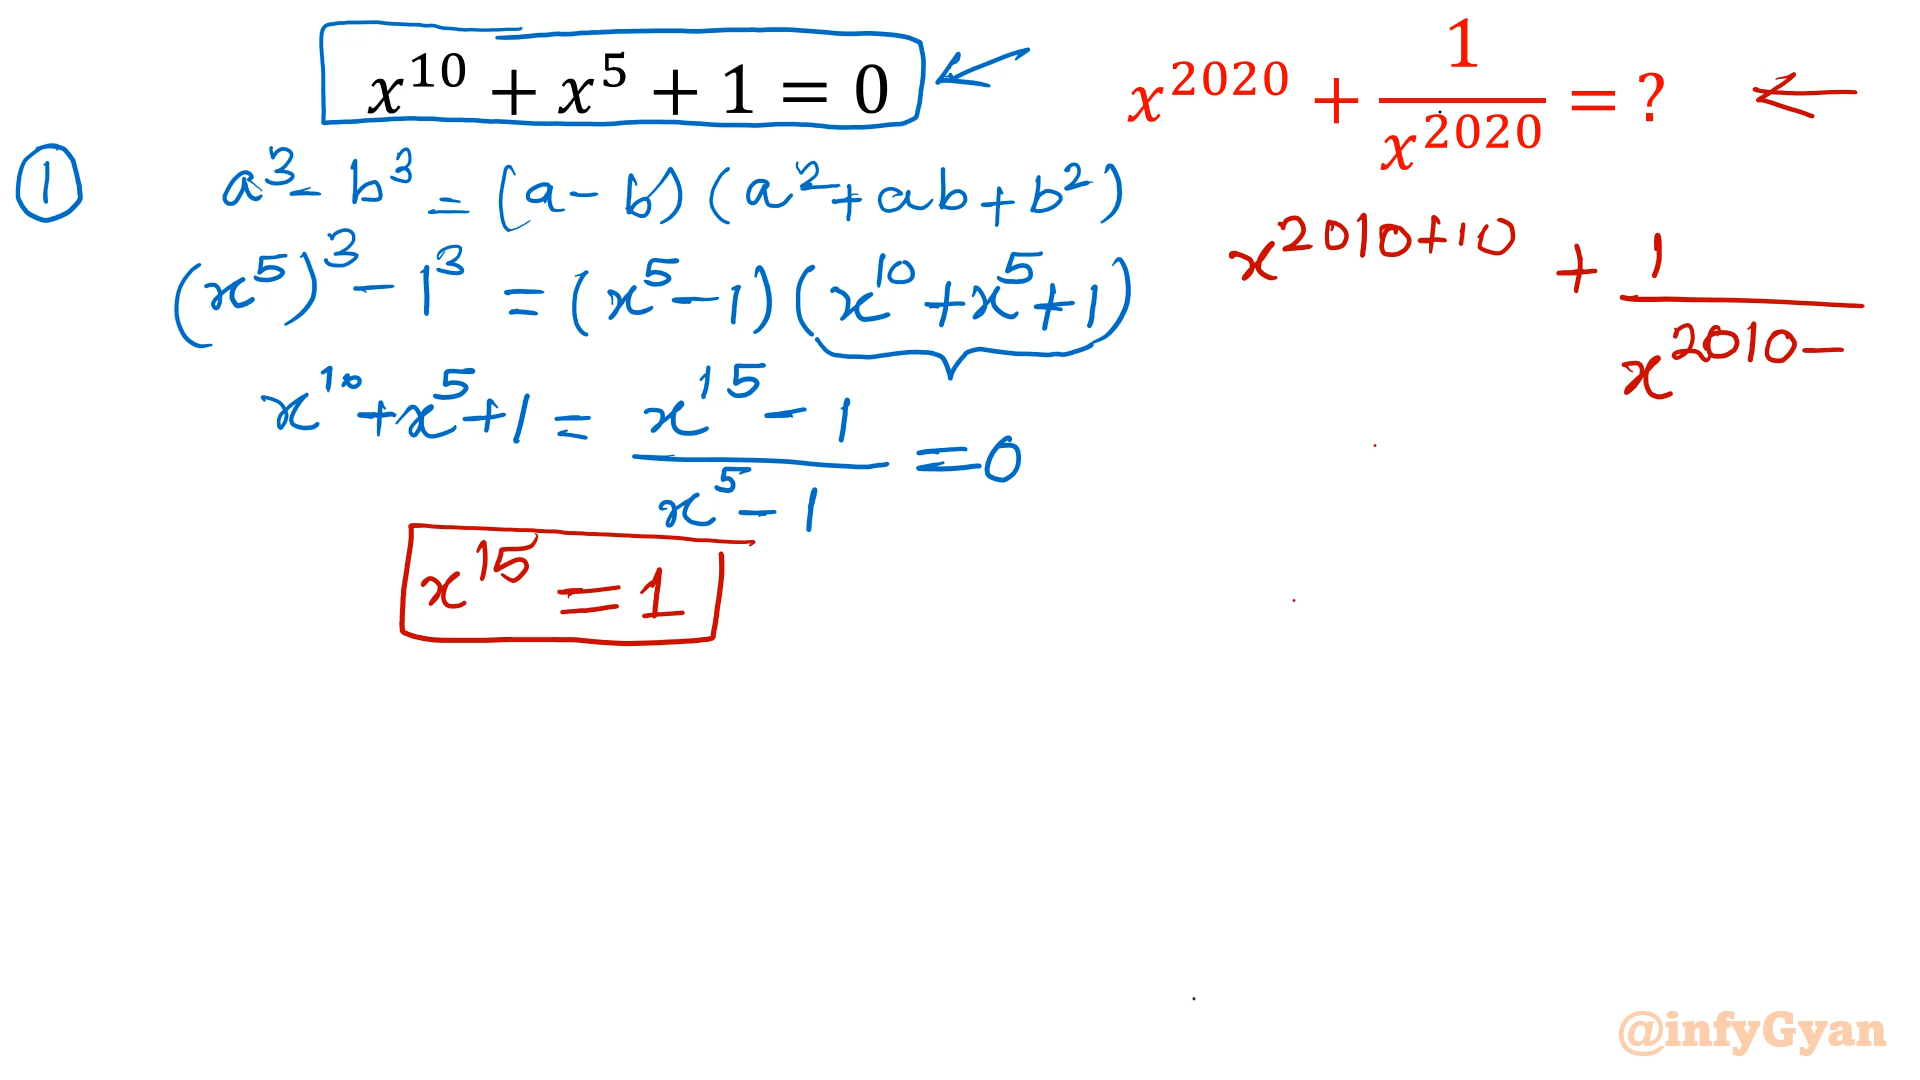 x^10 + x^5 + 1 = 0
x^2020 + 1/x^2020 = ?
①
a^3 - b^3 = (a - b)(a^2 + ab + b^2)
(x^5)^3 - 1^3 = (x^5 - 1)(x^10 + x^5 + 1)
x^10 + x^5 + 1 = (x^15 - 1)/(x^5 - 1) = 0
x^15 = 1
x^2010+10 + 1/x^2010-
@infyGyan